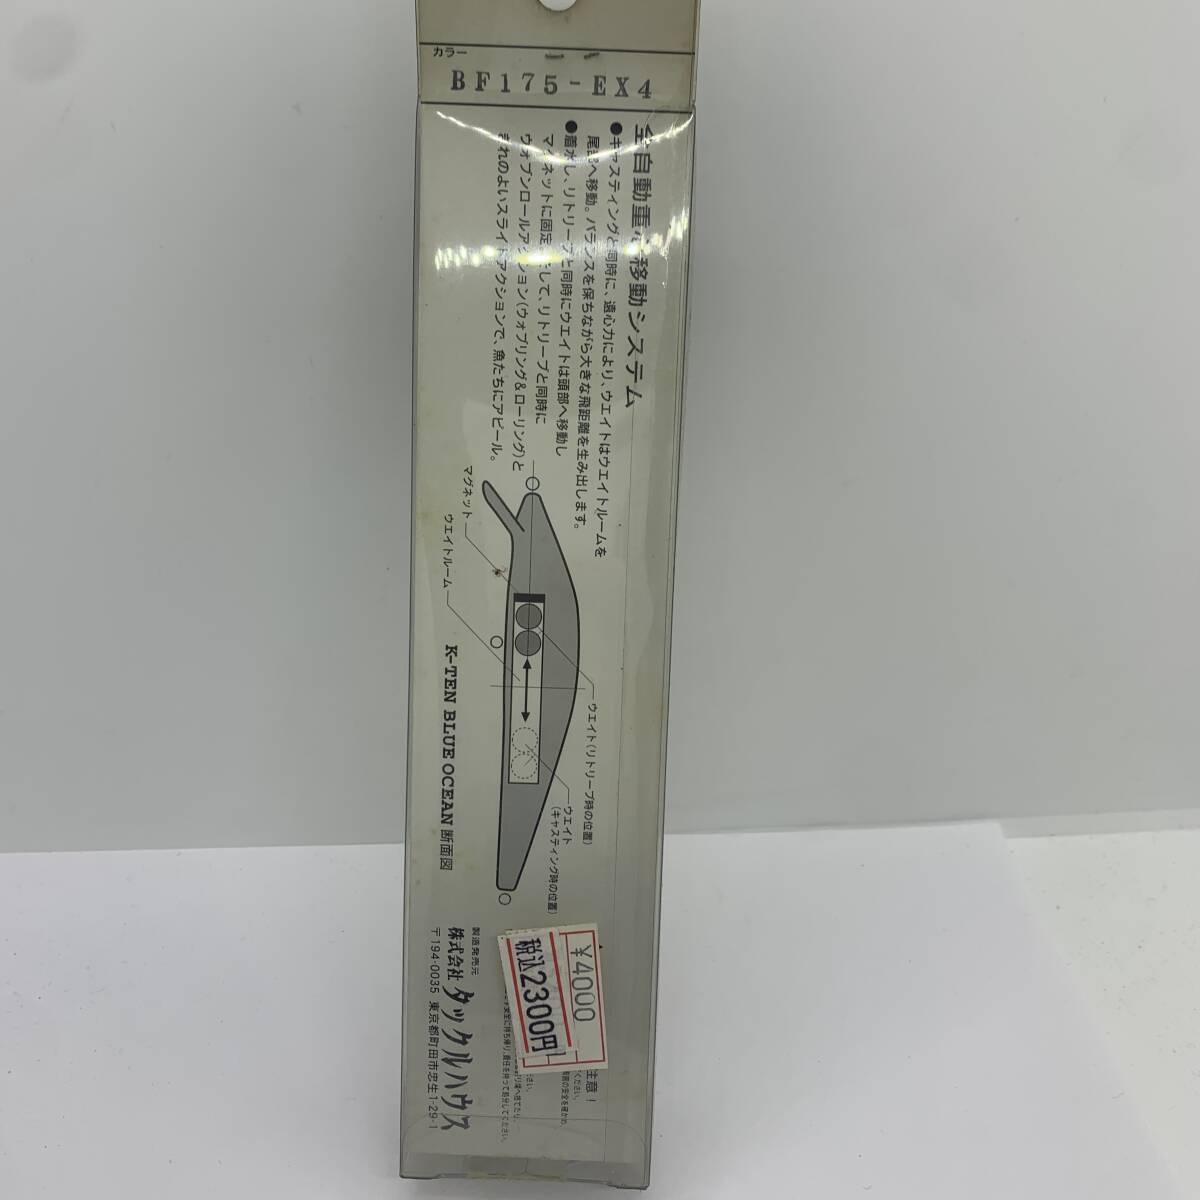 カラー
BF175-EX4
全自動重心移動システム
●キャスティングと同時に、遠心力により、ウエイトはウエイトルームを
尾部へ移動。バランスを保ちながら大きな飛距離を生み出します。
●着水し、リトリーブと同時にウエイトは頭部へ移動し
マグネットに固定 して、リトリーブと同時に
ウオブンロールアクション(ウォブリング&ローリング)と
きれのよいスライドアクションで、魚たちにアピール。
マグネット
ウエイトルーム
ウエイト(リトリーブ時の位置)
ウエイト
(キャスティング時の位置)
K-TEN BLUE OCEAN 断面図
¥4000
税込2300円
注意!
製造発売元
株式会社 タックルハウス
〒194-0035 東京都町田市忠生1-29-1